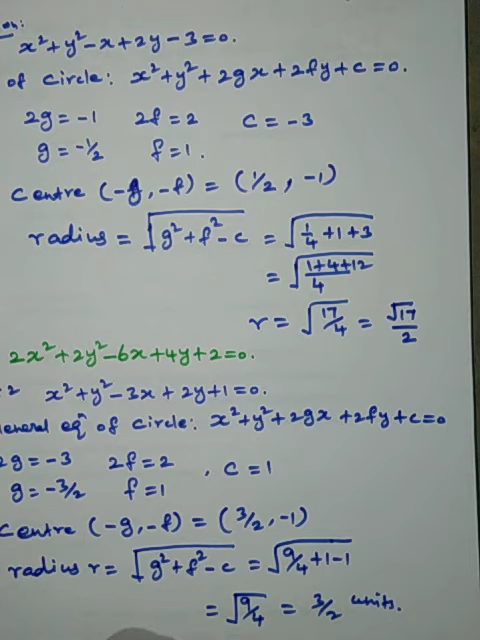 x²+y²-x+2y-3=0.
of circle: x²+y²+2gx+2fy+c=0.
2g=-1 2f=2 c=-3
g=-1/2 f=1.
Centre (-g,-f) = (1/2, -1)
radius = √g²+f²-c = √1/4+1+3
= √1+4+12/4
r = √17/4 = √17/2
2x²+2y²-6x+4y+2=0.
2 x²+y²-3x+2y+1=0.
General eqn of circle: x²+y²+2gx+2fy+c=0
2g=-3 2f=2 , c=1
g=-3/2 f=1
Centre (-g,-f) = (3/2,-1)
radius r = √g²+f²-c = √9/4+1-1
= √9/4 = 3/2 units.